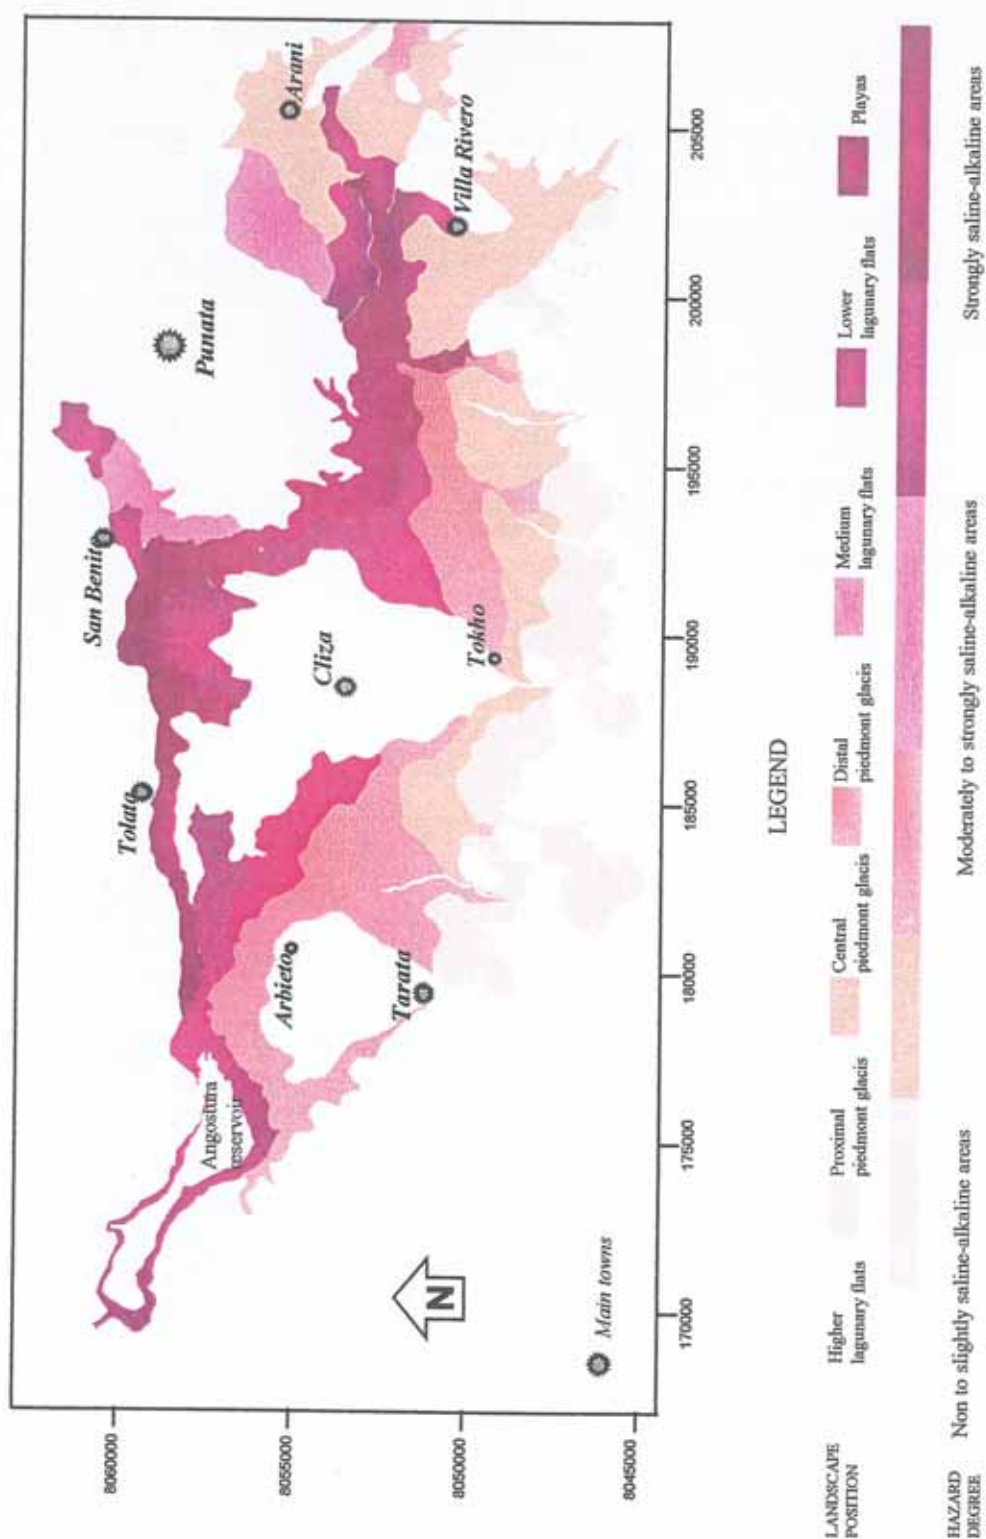 Arani
Villa Rivero
Punata
San Benito
Cliza
Tokho
Tolata
Arbieto
Tarata
Angostura
reservoir
N
Main towns
8060000
8055000
8050000
8045000
170000
175000
180000
185000
190000
195000
200000
205000
LEGEND
LANDSCAPE
POSITION
Higher
lagunary flats
Proximal
piedmont glacis
Central
piedmont glacis
Distal
piedmont glacis
Medium
lagunary flats
Lower
lagunary flats
Playas
HAZARD
DEGREE
Non to slightly saline-alkaline areas
Moderately to strongly saline-alkaline areas
Strongly saline-alkaline areas